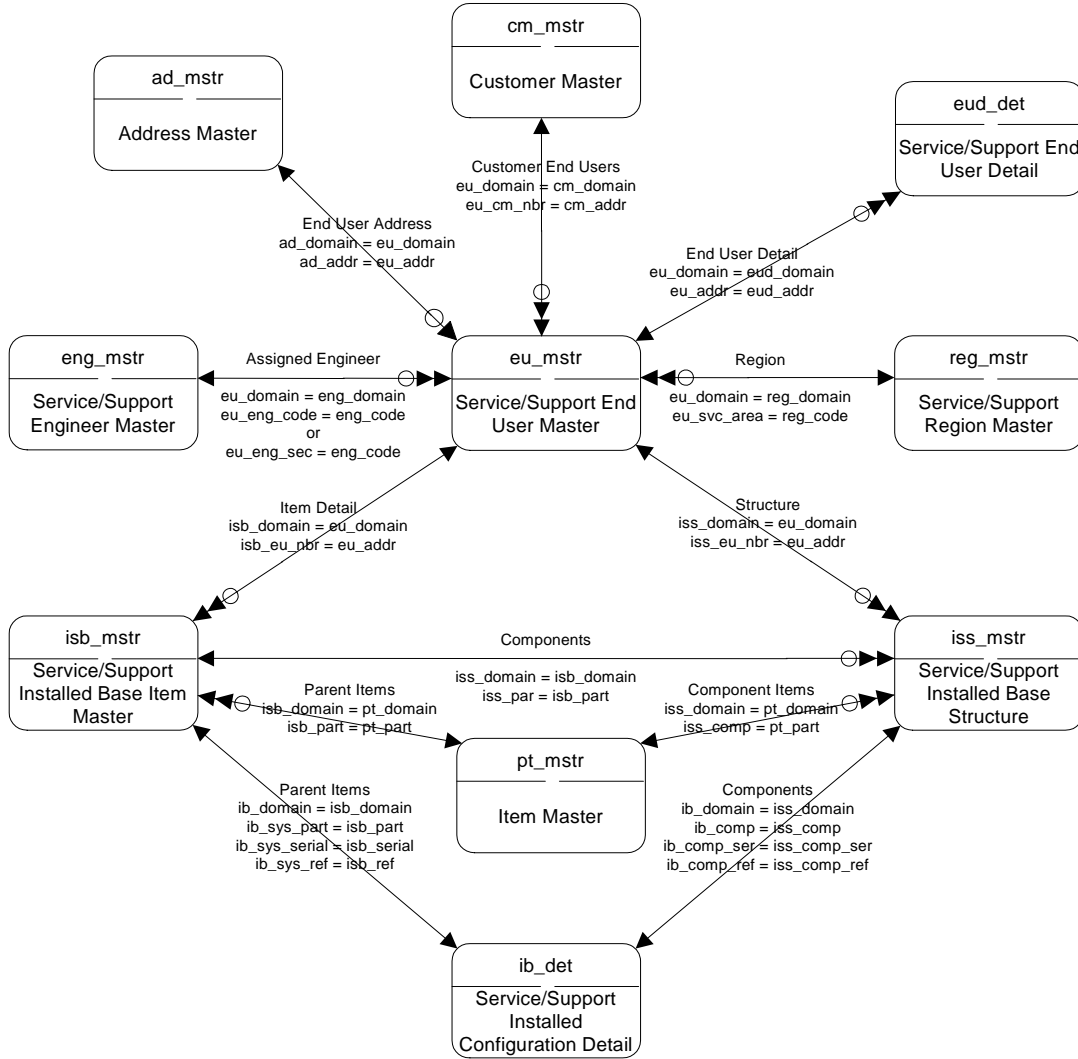 cm_mstr
Customer Master
ad_mstr
Address Master
eud_det
Service/Support End
User Detail
Customer End Users
eu_domain = cm_domain
eu_cm_nbr = cm_addr
End User Address
ad_domain = eu_domain
ad_addr = eu_addr
End User Detail
eu_domain = eud_domain
eu_addr = eud_addr
eng_mstr
Service/Support
Engineer Master
Assigned Engineer
eu_domain = eng_domain
eu_eng_code = eng_code
or
eu_eng_sec = eng_code
eu_mstr
Service/Support End
User Master
Region
eu_domain = reg_domain
eu_svc_area = reg_code
reg_mstr
Service/Support
Region Master
Item Detail
isb_domain = eu_domain
isb_eu_nbr = eu_addr
Structure
iss_domain = eu_domain
iss_eu_nbr = eu_addr
isb_mstr
Service/Support
Installed Base Item
Master
Components
iss_domain = isb_domain
iss_par = isb_part
iss_mstr
Service/Support
Installed Base
Structure
Parent Items
isb_domain = pt_domain
isb_part = pt_part
Component Items
iss_domain = pt_domain
iss_comp = pt_part
pt_mstr
Item Master
Parent Items
ib_domain = isb_domain
ib_sys_part = isb_part
ib_sys_serial = isb_serial
ib_sys_ref = isb_ref
Components
ib_domain = iss_domain
ib_comp = iss_comp
ib_comp_ser = iss_comp_ser
ib_comp_ref = iss_comp_ref
ib_det
Service/Support
Installed
Configuration Detail